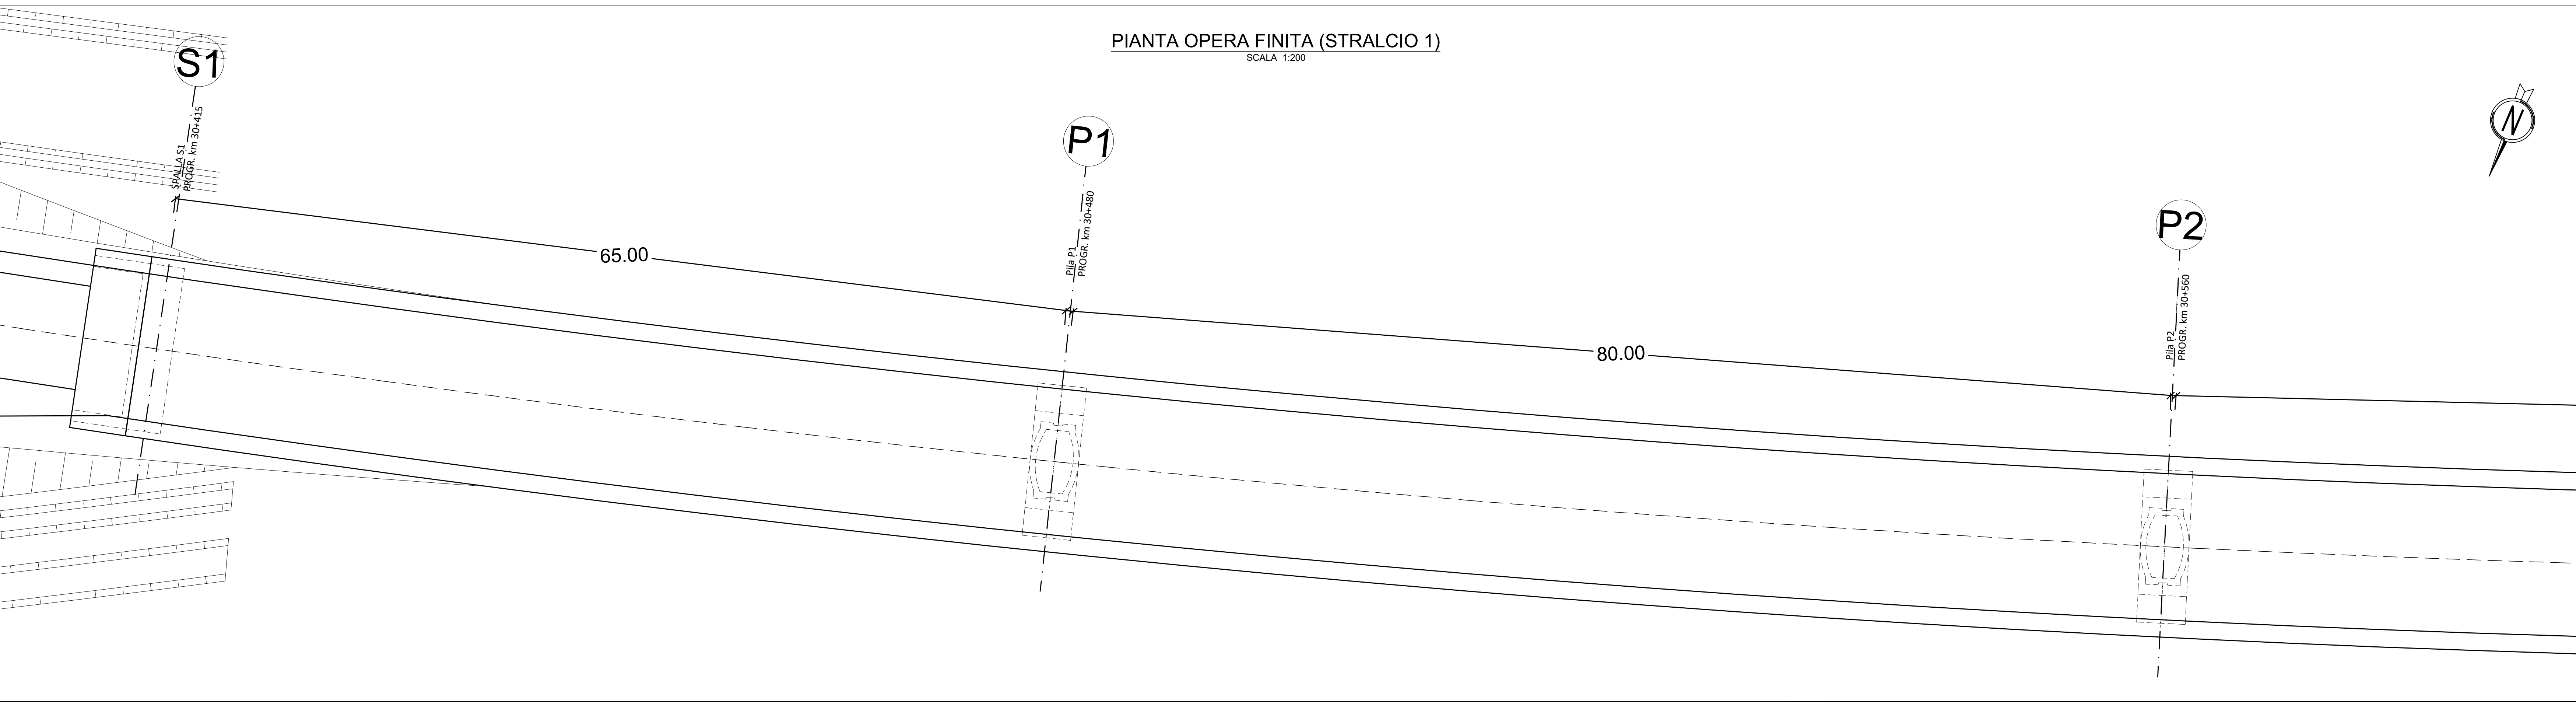 PIANTA OPERA FINITA (STRALCIO 1)
SCALA 1:200
S1
SPALLA S1
PROGR. km 30+415
65.00
P1
Pila P1
PROGR. km 30+480
80.00
P2
Pila P2
PROGR. km 30+560
N